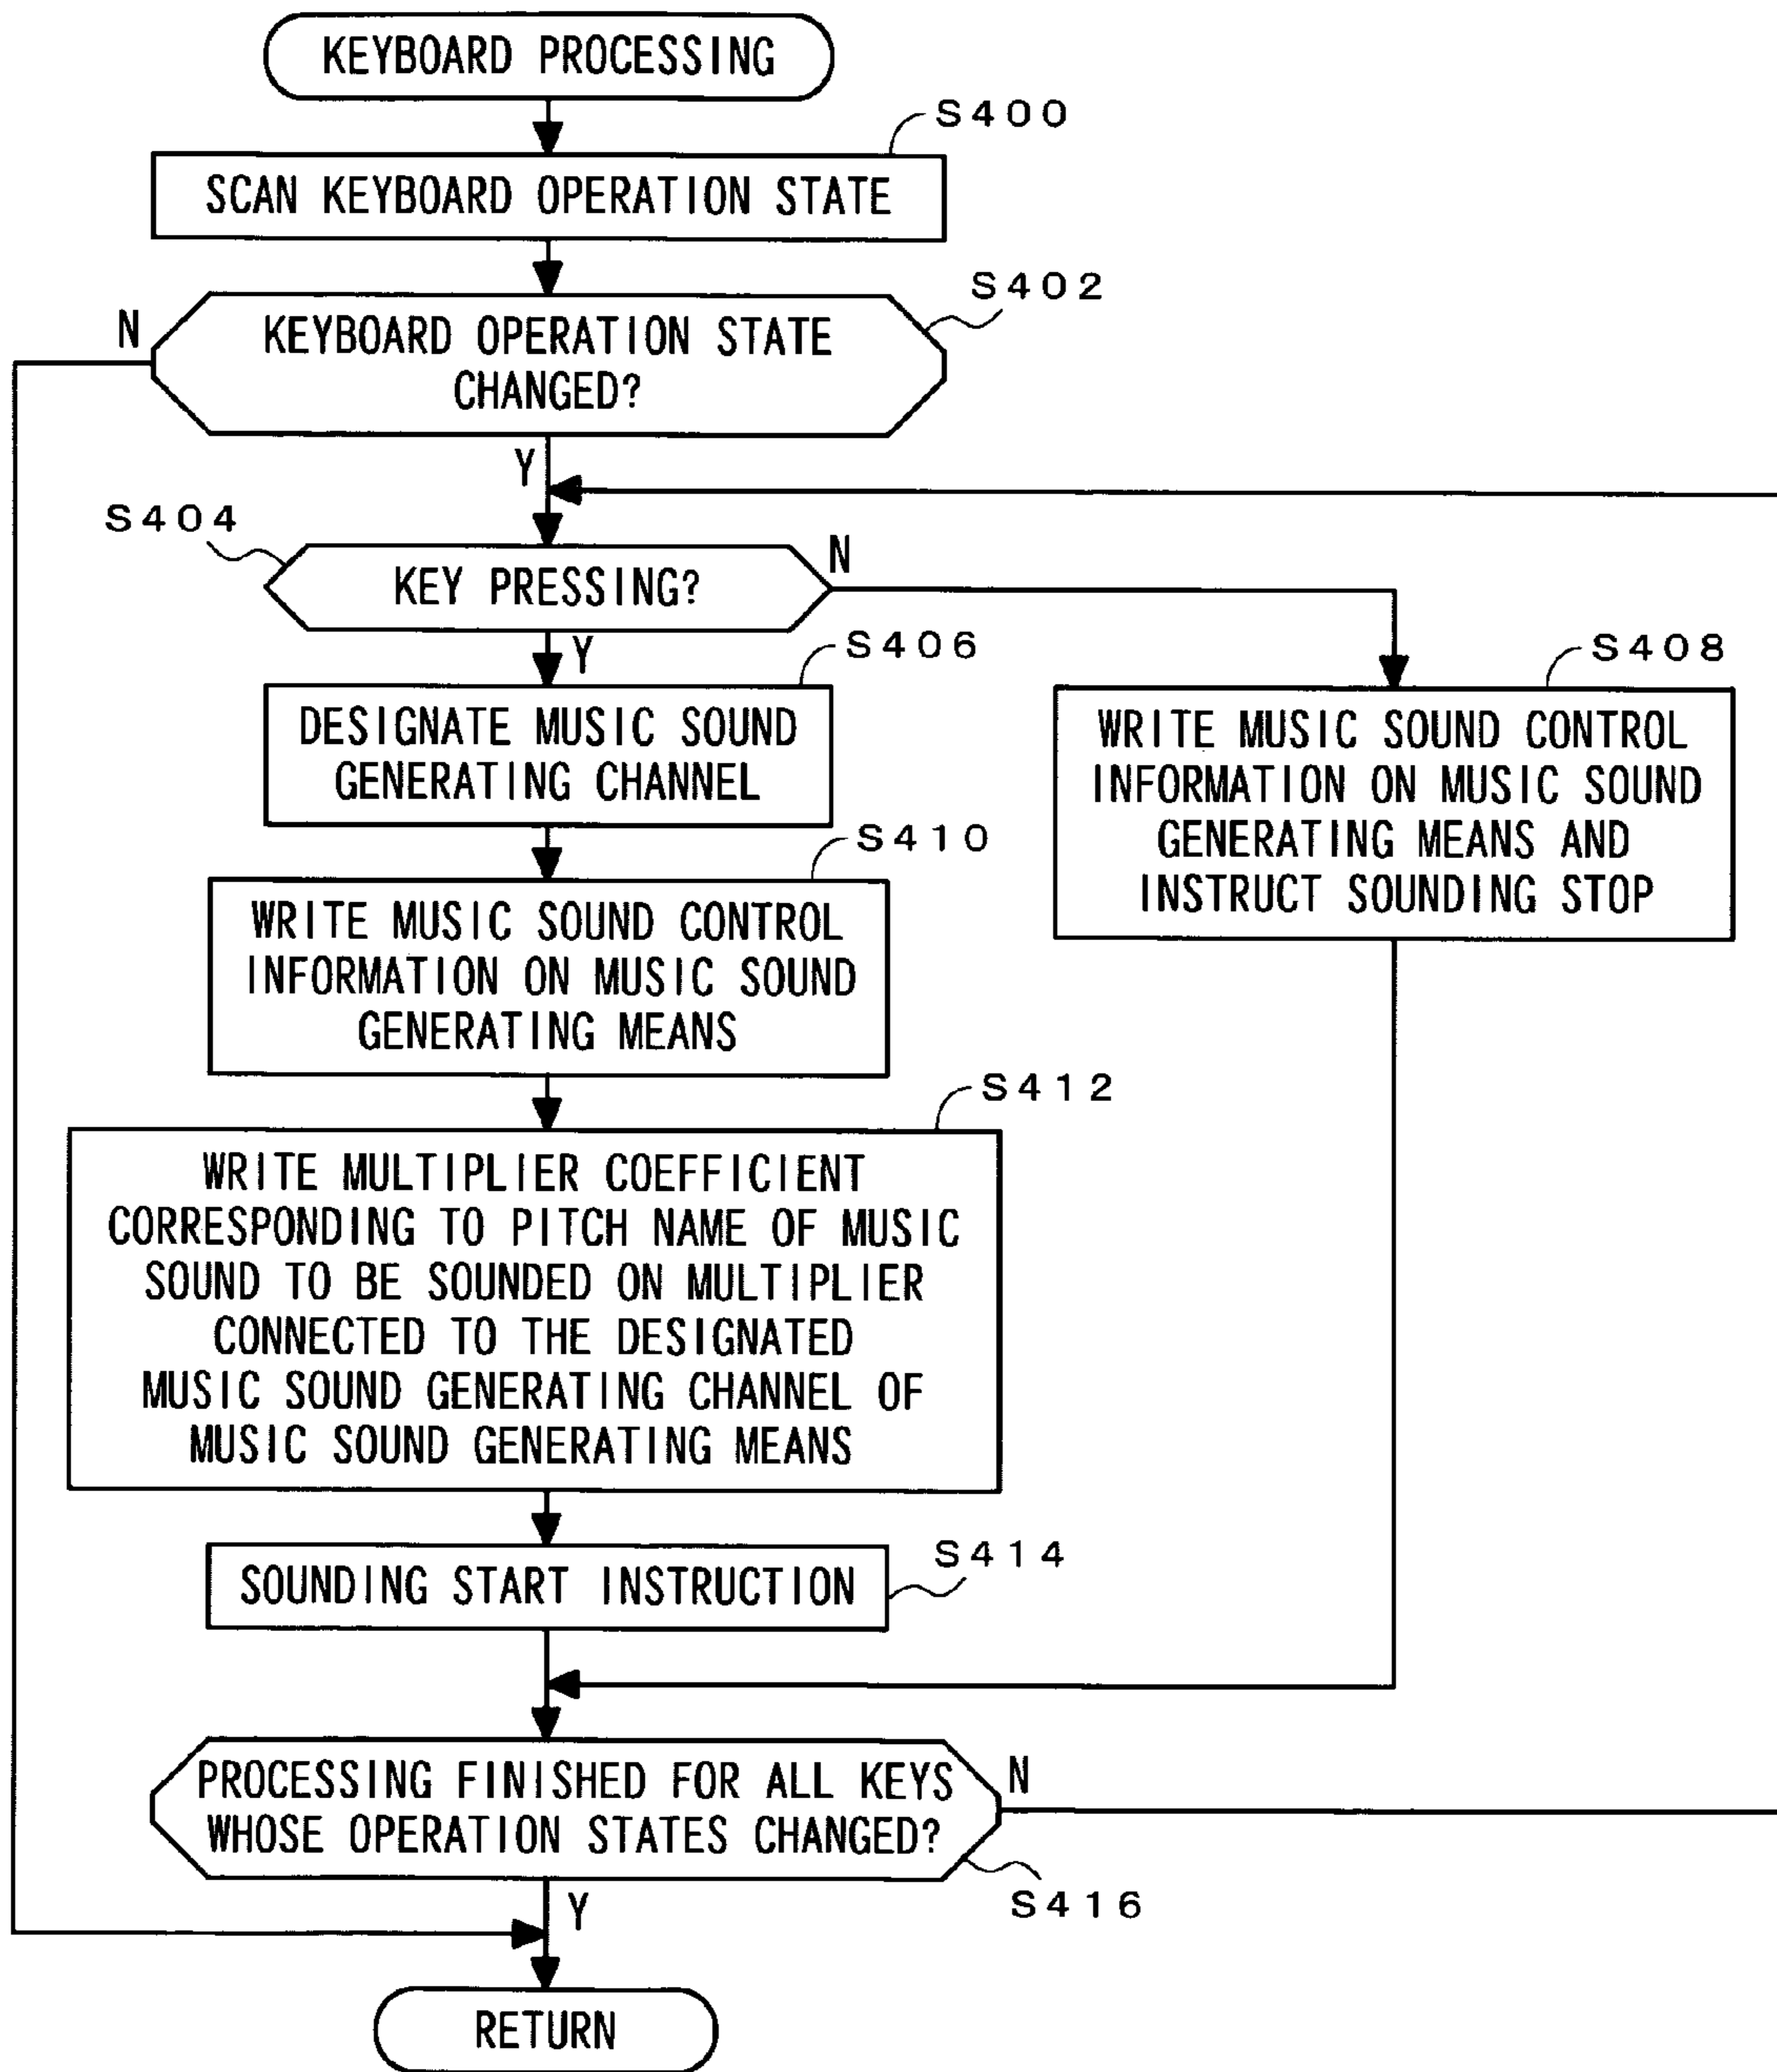 KEYBOARD PROCESSING
S400
SCAN KEYBOARD OPERATION STATE
S402
N
KEYBOARD OPERATION STATE
CHANGED?
Y
S404
N
KEY PRESSING?
Y
S406
S408
DESIGNATE MUSIC SOUND
GENERATING CHANNEL
WRITE MUSIC SOUND CONTROL
INFORMATION ON MUSIC SOUND
GENERATING MEANS AND
INSTRUCT SOUNDING STOP
S410
WRITE MUSIC SOUND CONTROL
INFORMATION ON MUSIC SOUND
GENERATING MEANS
S412
WRITE MULTIPLIER COEFFICIENT
CORRESPONDING TO PITCH NAME OF MUSIC
SOUND TO BE SOUNDED ON MULTIPLIER
CONNECTED TO THE DESIGNATED
MUSIC SOUND GENERATING CHANNEL OF
MUSIC SOUND GENERATING MEANS
S414
SOUNDING START INSTRUCTION
PROCESSING FINISHED FOR ALL KEYS
WHOSE OPERATION STATES CHANGED?
N
S416
Y
RETURN